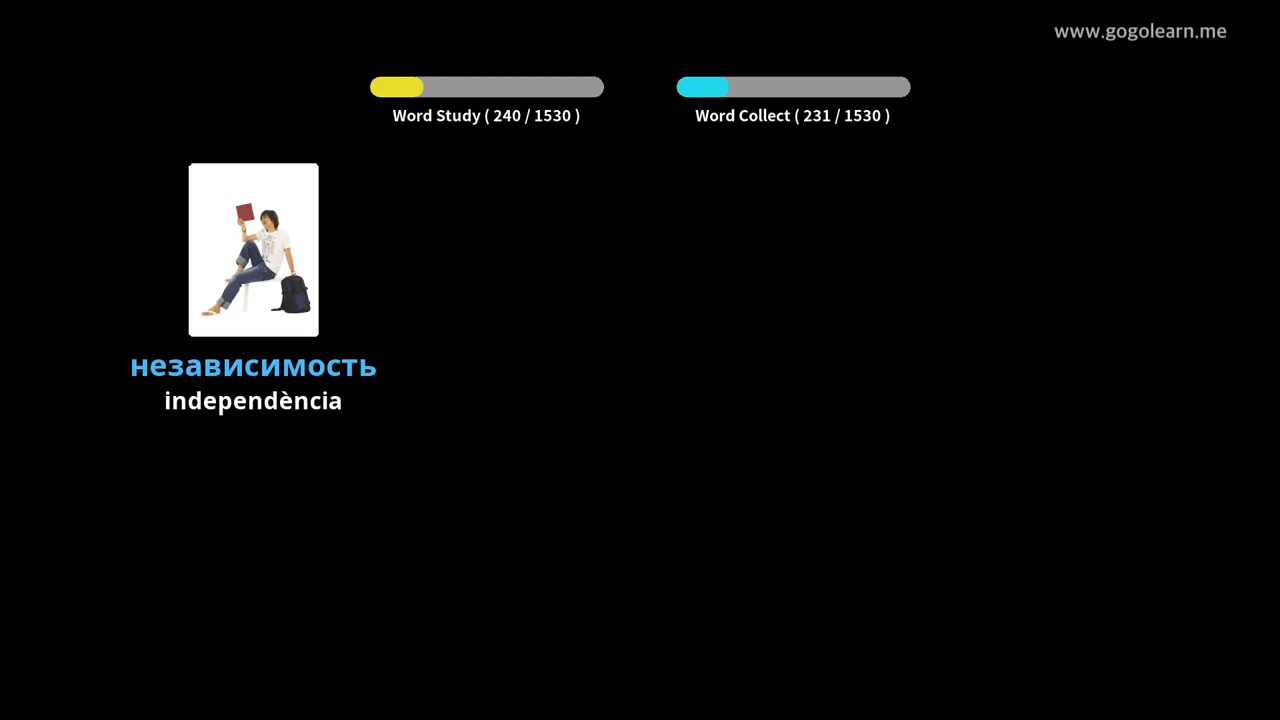 www.gogolearn.me
Word Study ( 240 / 1530 )
Word Collect ( 231 / 1530 )
независимость
independència